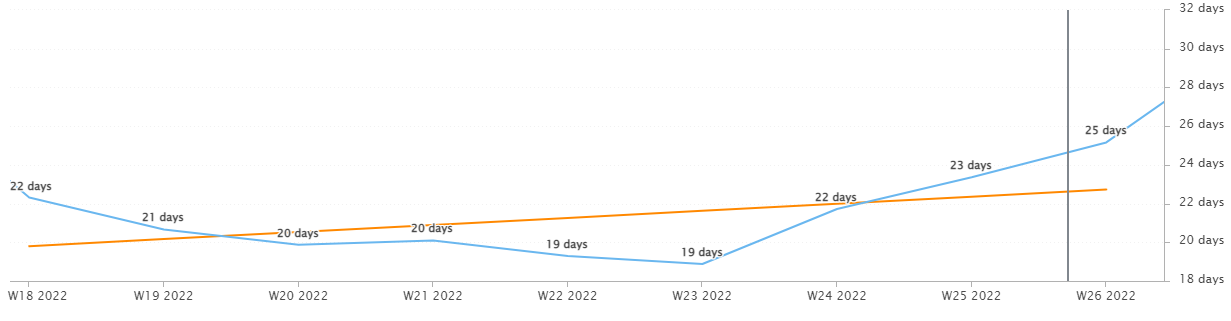 32 days
30 days
28 days
26 days
24 days
22 days
20 days
18 days
22 days
21 days
20 days
20 days
19 days
19 days
22 days
23 days
25 days
W18 2022
W19 2022
W20 2022
W21 2022
W22 2022
W23 2022
W24 2022
W25 2022
W26 2022